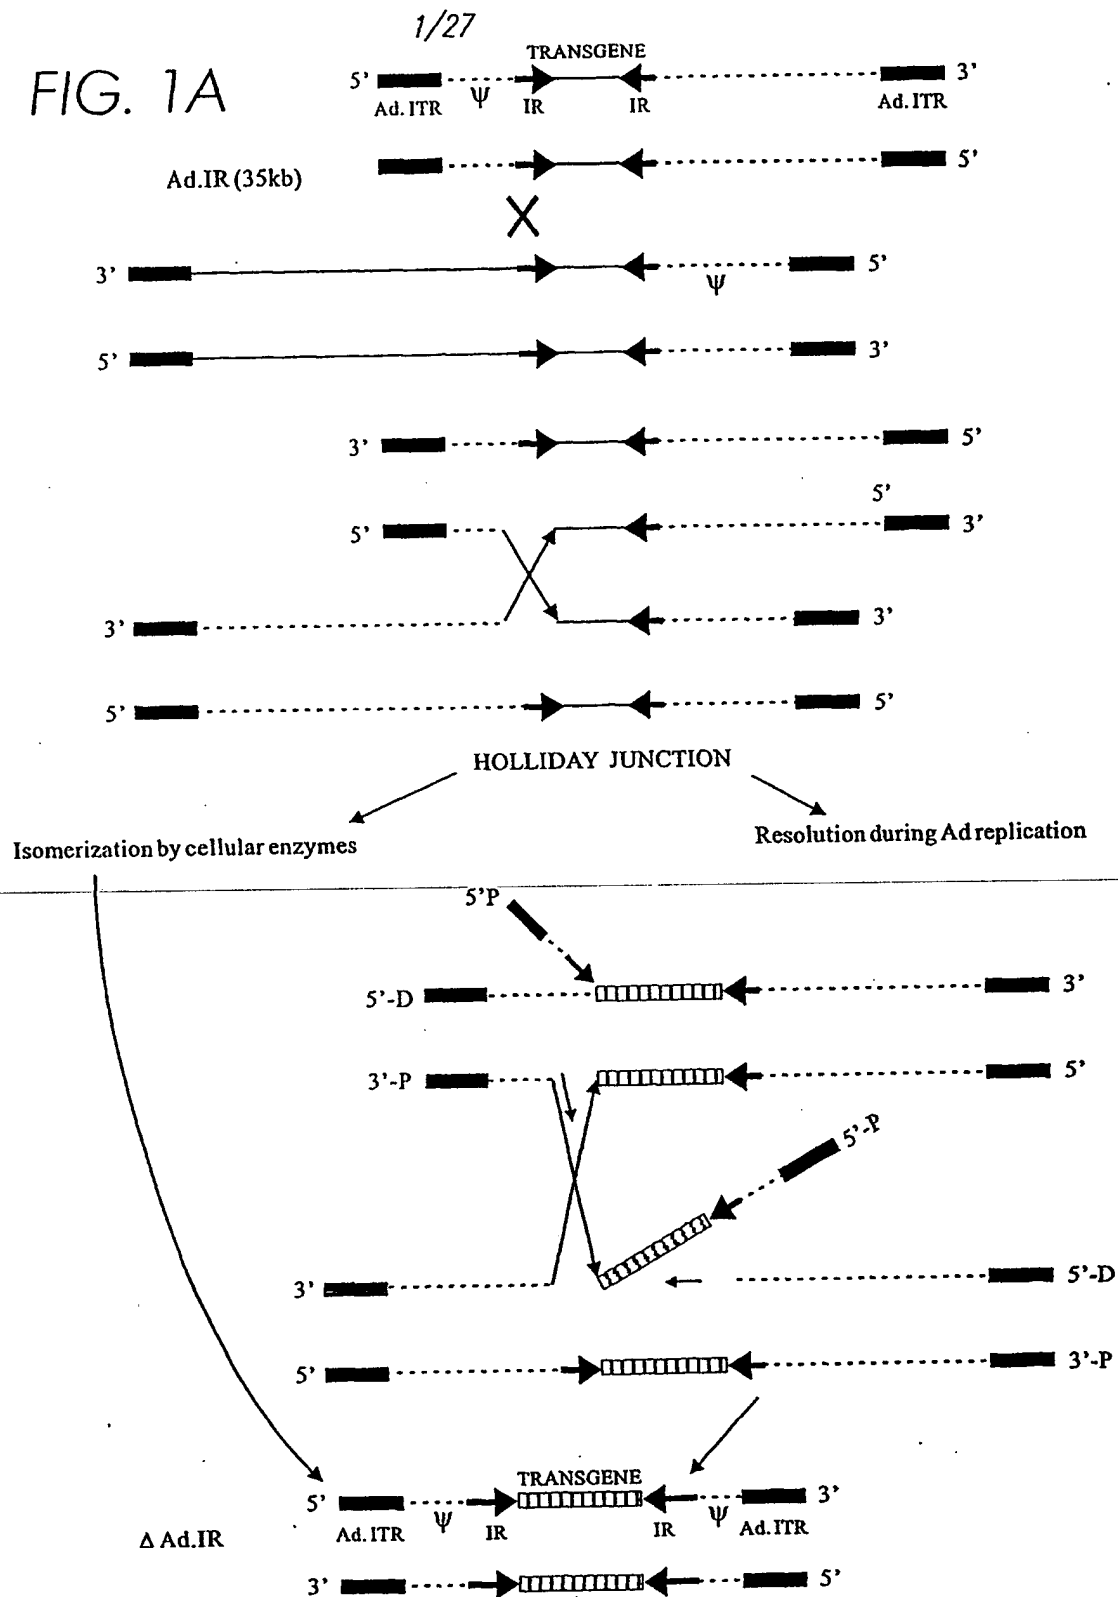 1/27
FIG. 1A
TRANSGENE
5' 3'
Ad. ITR Ψ IR IR Ad. ITR
5'
Ad.IR (35kb)
X
3' 5'
Ψ
5' 3'
3' 5'
5'
5' 3'
3' 3'
5' 5'
HOLLIDAY JUNCTION
Isomerization by cellular enzymes
Resolution during Ad replication
5'P
5'-D 3'
3'-P 5'
5'-P
3' 5'-D
5' 3'-P
TRANSGENE
5' 3'
Ad. ITR Ψ IR IR Ψ Ad. ITR
Δ Ad.IR
3' 5'